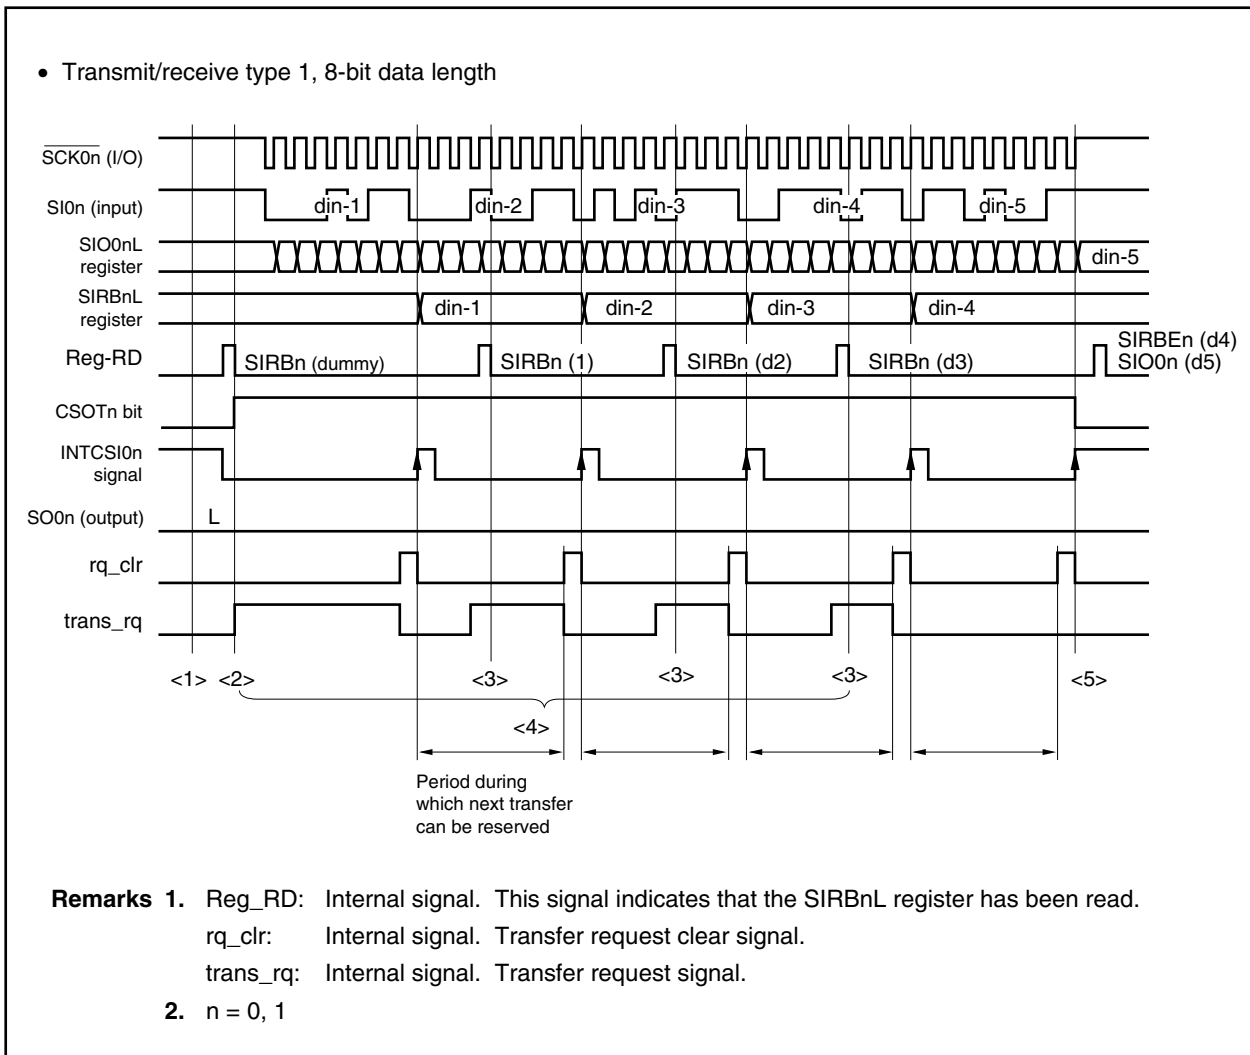 • Transmit/receive type 1, 8-bit data length
SCK0n (I/O)
SI0n (input)
din-1 din-2 din-3 din-4 din-5
SIO0nL
register
din-5
SIRBnL
register
din-1 din-2 din-3 din-4
Reg-RD
SIRBn (dummy) SIRBn (1) SIRBn (d2) SIRBn (d3)
SIRBEn (d4)
SIO0n (d5)
CSOTn bit
INTCSI0n
signal
SO0n (output) L
rq_clr
trans_rq
<1> <2> <3> <3> <3> <5>
<4>
Period during
which next transfer
can be reserved
Remarks 1. Reg_RD: Internal signal. This signal indicates that the SIRBnL register has been read.
rq_clr: Internal signal. Transfer request clear signal.
trans_rq: Internal signal. Transfer request signal.
2. n = 0, 1